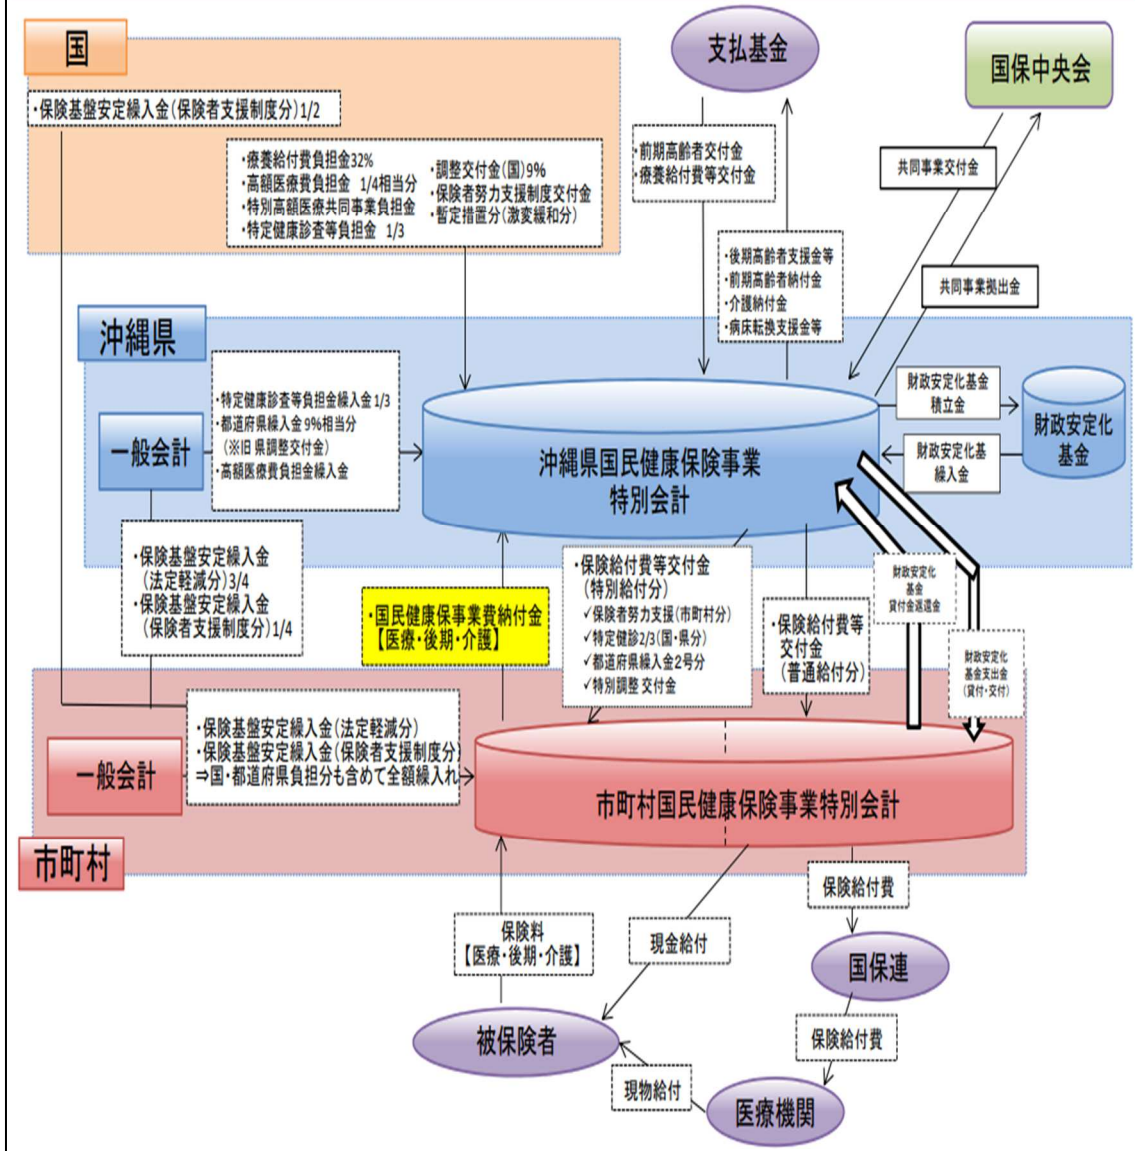 国
・保険基盤安定繰入金(保険者支援制度分)1/2
・療養給付費負担金32%
・高額医療費負担金 1/4相当分
・特別高額医療共同事業負担金
・特定健康診査等負担金 1/3
・調整交付金(国)9%
・保険者努力支援制度交付金
・暫定措置分(激変緩和分)
支払基金
国保中央会
・前期高齢者交付金
・療養給付費等交付金
共同事業交付金
・後期高齢者支援金等
・前期高齢者納付金
・介護納付金
・病床転換支援金等
共同事業拠出金
沖縄県
一般会計
・特定健康診査等負担金繰入金1/3
・都道府県繰入金9%相当分
(※旧県調整交付金)
・高額医療費負担金繰入金
沖縄県国民健康保険事業
特別会計
財政安定化基金
積立金
財政安定化基
繰入金
財政安定化
基金
・保険基盤安定繰入金
(法定軽減分)3/4
・保険基盤安定繰入金
(保険者支援制度分)1/4
・国民健康保事業費納付金
【医療・後期・介護】
・保険給付費等交付金
(特別給付分)
✓保険者努力支援(市町村分)
✓特定健診2/3(国・県分)
✓都道府県繰入金2号分
✓特別調整 交付金
・保険給付費等
交付金
(普通給付分)
財政安定化
基金
貸付金返還金
財政安定化
基金支出金
(貸付・交付)
一般会計
・保険基盤安定繰入金(法定軽減分)
・保険基盤安定繰入金(保険者支援制度分)
⇒国・都道府県負担分も含めて全額繰入れ
市町村国民健康保険事業特別会計
市町村
保険料
【医療・後期・介護】
現金給付
保険給付費
国保連
被保険者
保険給付費
現物給付
医療機関